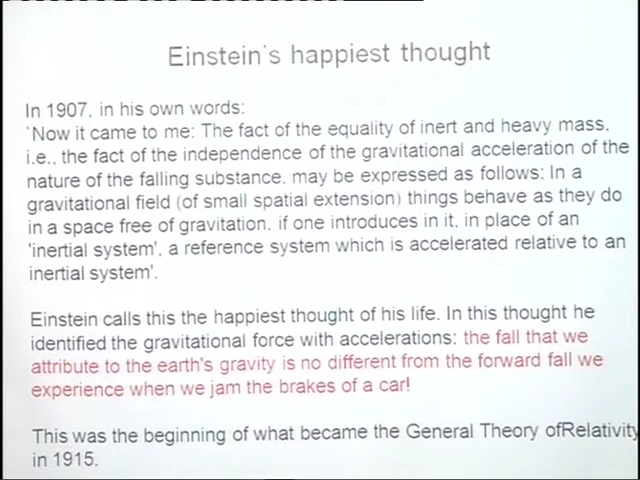 Einstein's happiest thought
In 1907, in his own words:
`Now it came to me: The fact of the equality of inert and heavy mass,
i.e., the fact of the independence of the gravitational acceleration of the
nature of the falling substance, may be expressed as follows: In a
gravitational field (of small spatial extension) things behave as they do
in a space free of gravitation, if one introduces in it, in place of an
'inertial system', a reference system which is accelerated relative to an
inertial system'.
Einstein calls this the happiest thought of his life. In this thought he
identified the gravitational force with accelerations: the fall that we
attribute to the earth's gravity is no different from the forward fall we
experience when we jam the brakes of a car!
This was the beginning of what became the General Theory ofRelativity
in 1915.